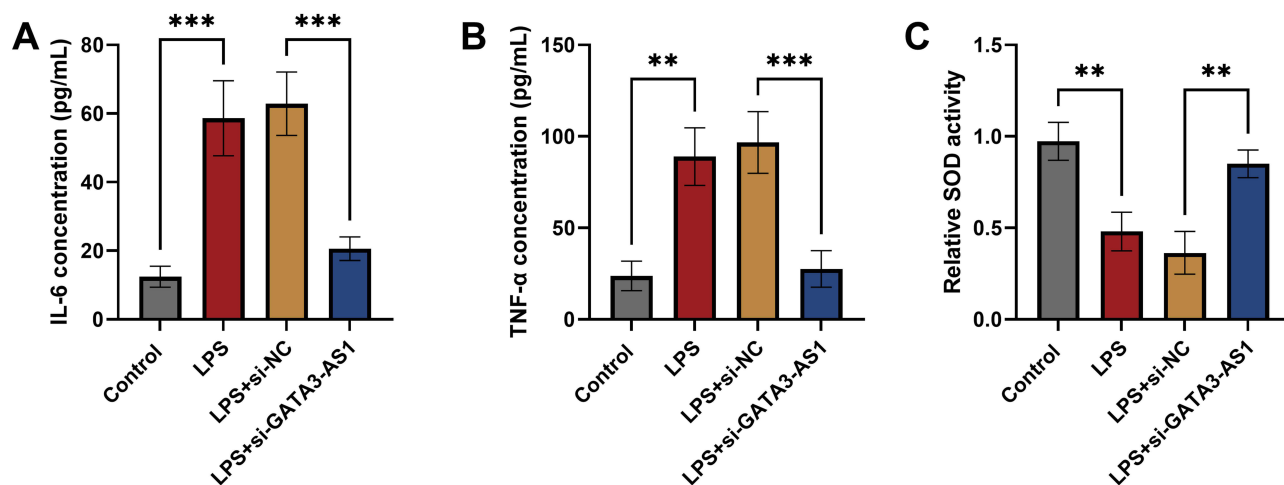 A
IL-6 concentration (pg/mL)
80
60
40
20
0
***
***
Control
LPS
LPS+si-NC
LPS+si-GATA3-AS1
B
TNF-α concentration (pg/mL)
150
100
50
0
**
***
Control
LPS
LPS+si-NC
LPS+si-GATA3-AS1
C
Relative SOD activity
1.5
1.0
0.5
0.0
**
**
Control
LPS
LPS+si-NC
LPS+si-GATA3-AS1